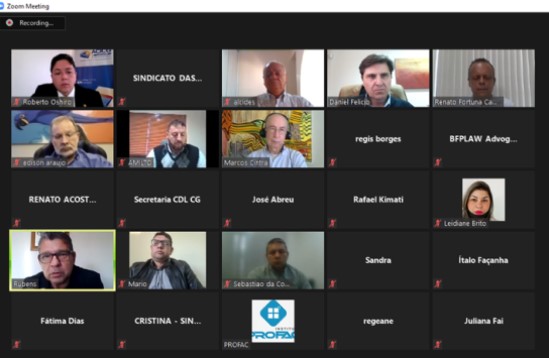 Zoom Meeting
Recording...
Roberto Oshiro
SINDICATO DAS...
alcides
Daniel Felício
Renato Fortuna Ca...
edison araujo
AMILTO
Marcos Cintra
regis borges
BFPLAW Advog...
RENATO ACOST...
Secretaria CDL CG
José Abreu
Rafael Kimati
Leidiane Brito
Rubens
Mario
Sebastiao da Co...
Sandra
Ítalo Façanha
Fátima Dias
CRISTINA - SIN...
PROFAC
PROFAC
regeane
Juliana Fai